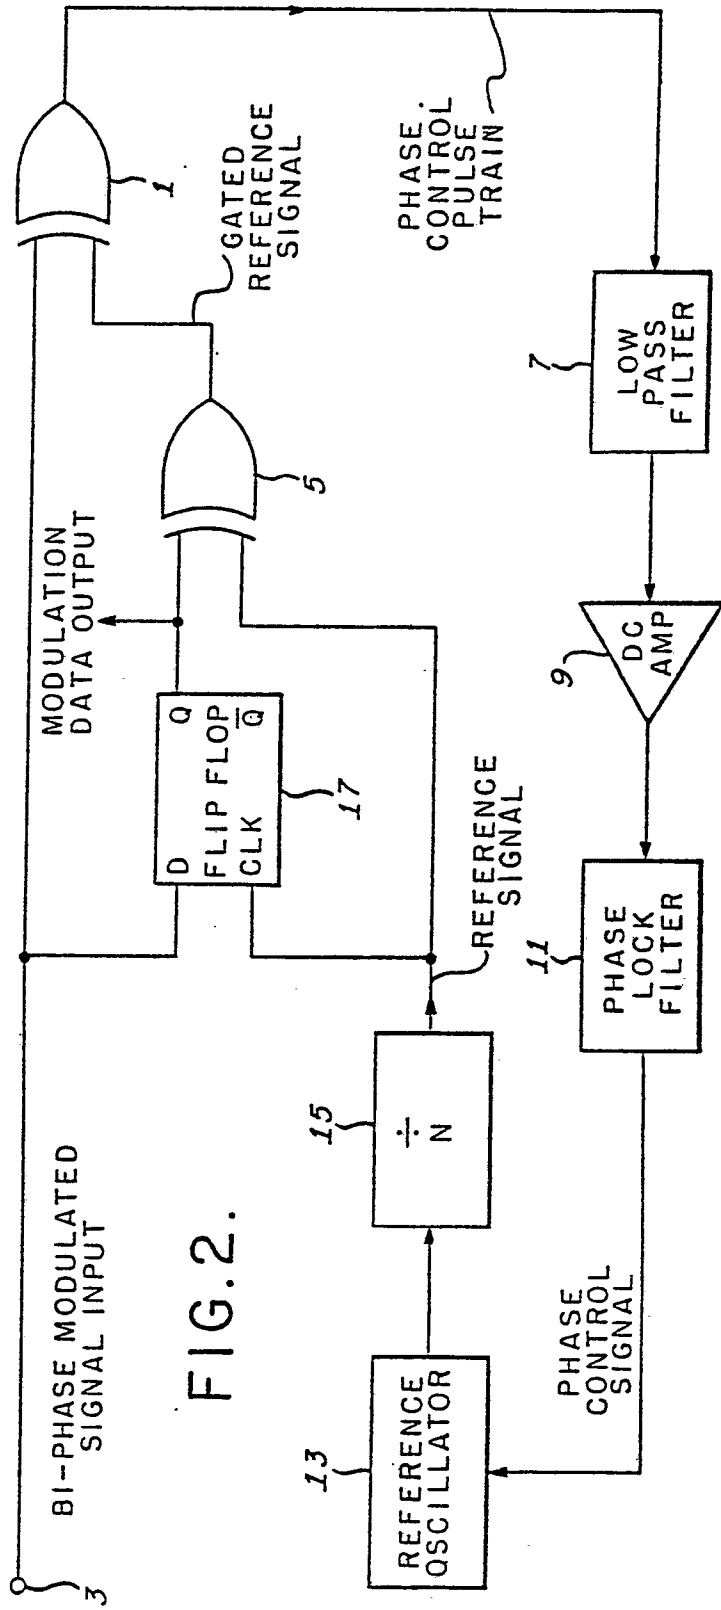 BI-PHASE MODULATED
SIGNAL INPUT
3
FIG.2.
MODULATION
DATA OUTPUT
D
Q
FLIP FLOP
CLK
Q̅
17
5
1
GATED
REFERENCE
SIGNAL
PHASE
CONTROL
PULSE
TRAIN
13
REFERENCE
OSCILLATOR
15
÷
N
REFERENCE
SIGNAL
PHASE
CONTROL
SIGNAL
11
PHASE
LOCK
FILTER
9
DC
AMP
7
LOW
PASS
FILTER